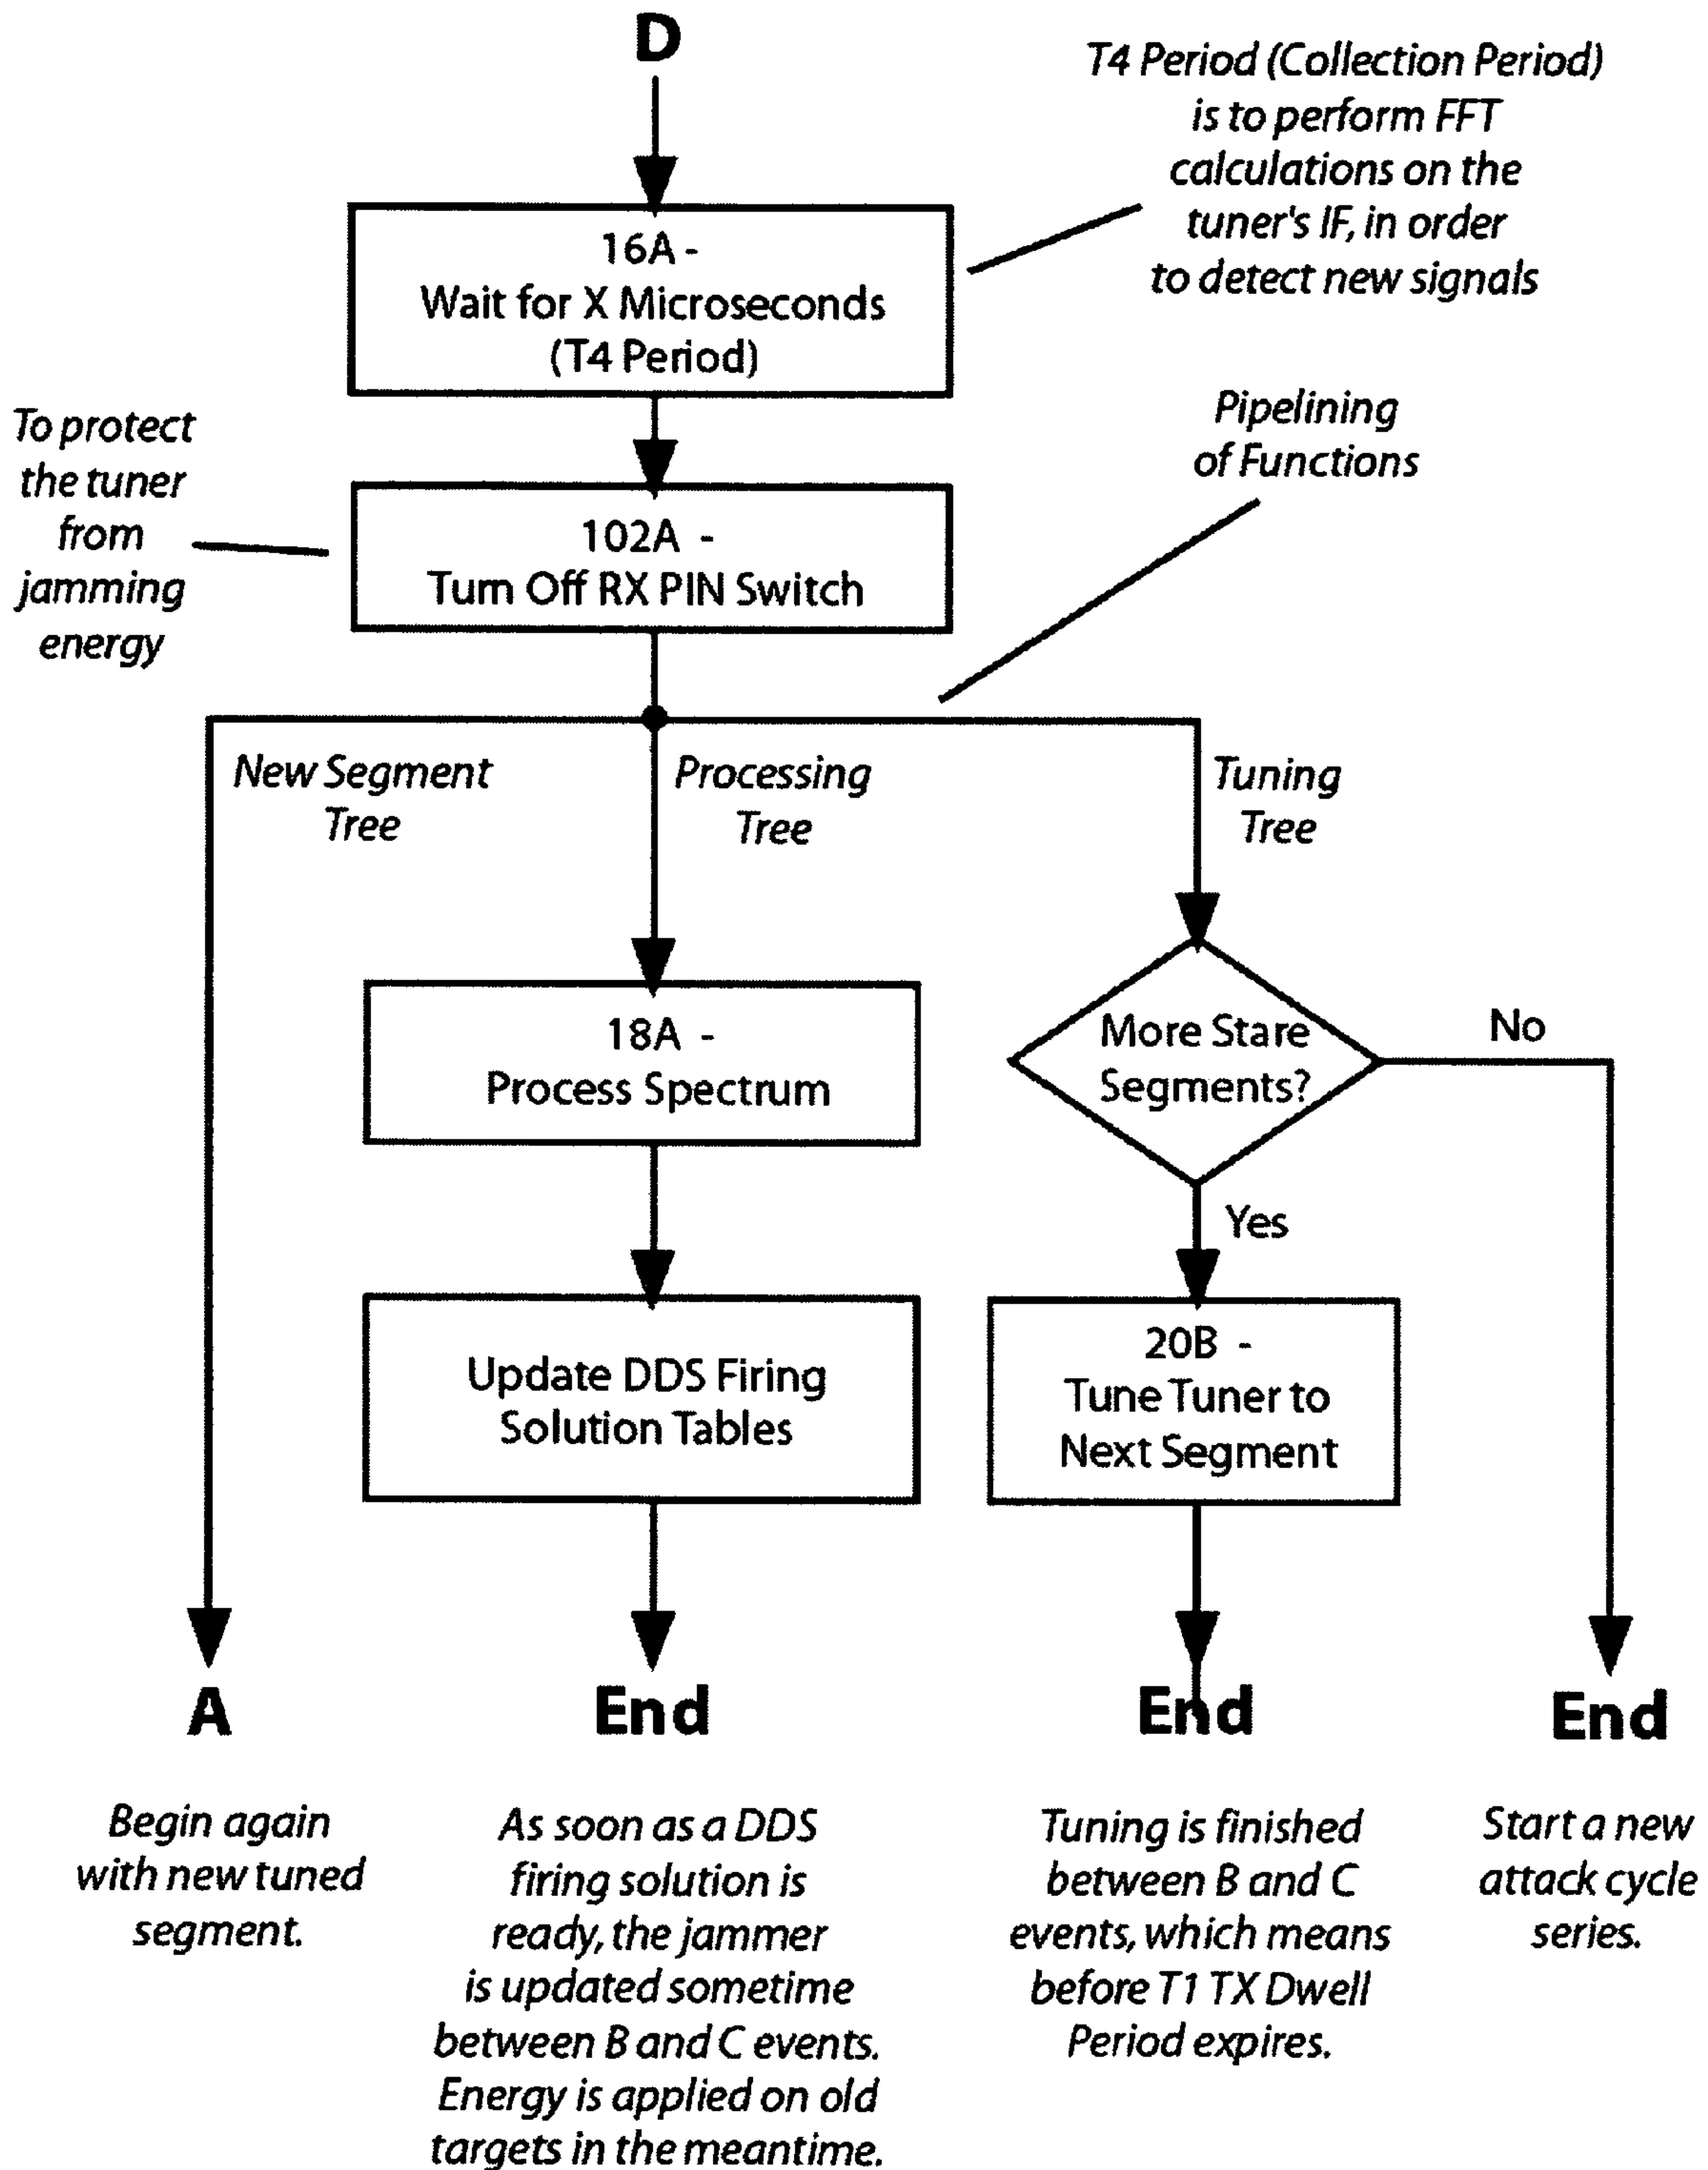 D
T4 Period (Collection Period)
is to perform FFT
calculations on the
tuner's IF, in order
to detect new signals
16A -
Wait for X Microseconds
(T4 Period)
Pipelining
of Functions
To protect
the tuner
from
jamming
energy
102A -
Turn Off RX PIN Switch
New Segment
Tree
Processing
Tree
Tuning
Tree
18A -
Process Spectrum
More Stare
Segments?
No
Yes
Update DDS Firing
Solution Tables
20B -
Tune Tuner to
Next Segment
A
End
End
End
Begin again
with new tuned
segment.
As soon as a DDS
firing solution is
ready, the jammer
is updated sometime
between B and C events.
Energy is applied on old
targets in the meantime.
Tuning is finished
between B and C
events, which means
before T1 TX Dwell
Period expires.
Start a new
attack cycle
series.